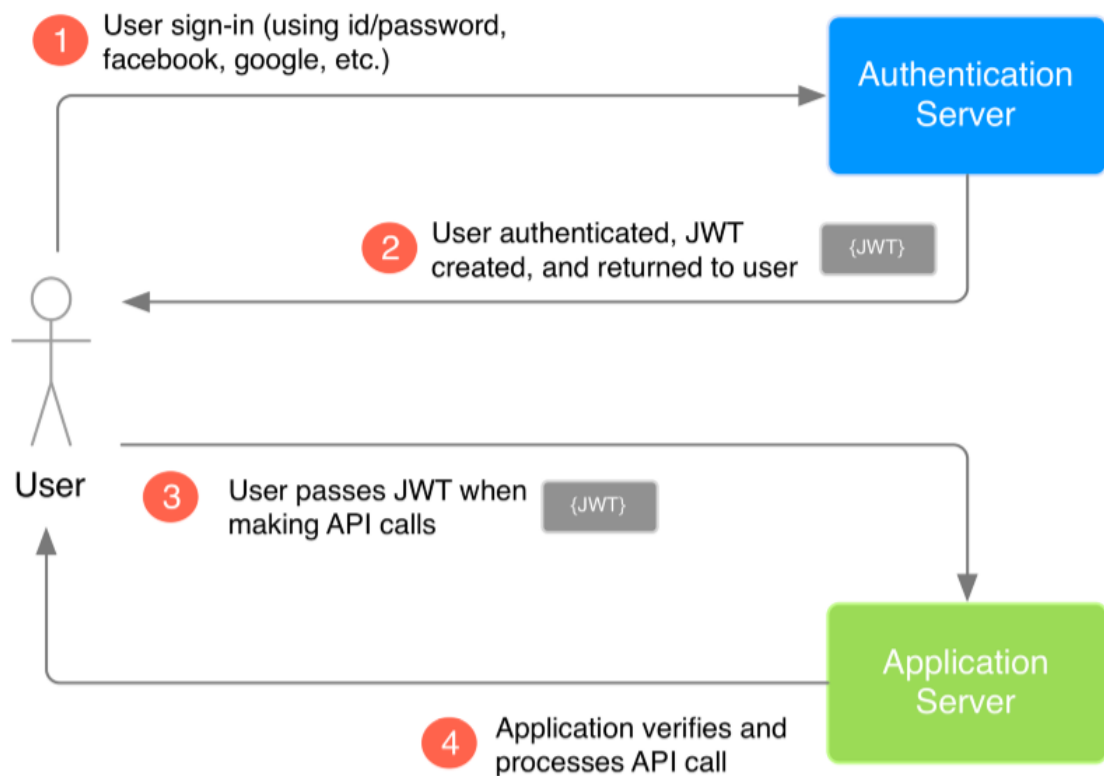 1
User sign-in (using id/password,
facebook, google, etc.)
Authentication
Server
2
User authenticated, JWT
created, and returned to user
{JWT}
User
3
User passes JWT when
making API calls
{JWT}
Application
Server
4
Application verifies and
processes API call